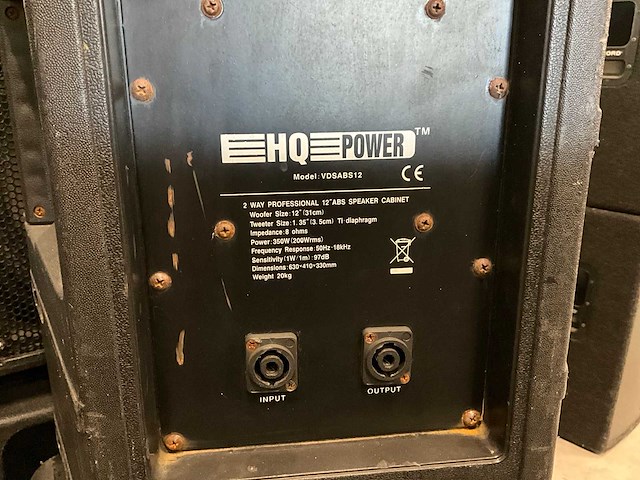 HQ POWER TM
Model: VDSABS12
CE
2 WAY PROFESSIONAL 12"ABS SPEAKER CABINET
Woofer Size:12"(31cm)
Tweeter Size:1.35"(3.5cm) Ti-diaphragm
Impedance:8 ohms
Power:350W(200Wrms)
Frequency Response:50Hz-18kHz
Sensitivity(1W/1m):97dB
Dimensions:630*410*330mm
Weight 20kg
INPUT
OUTPUT